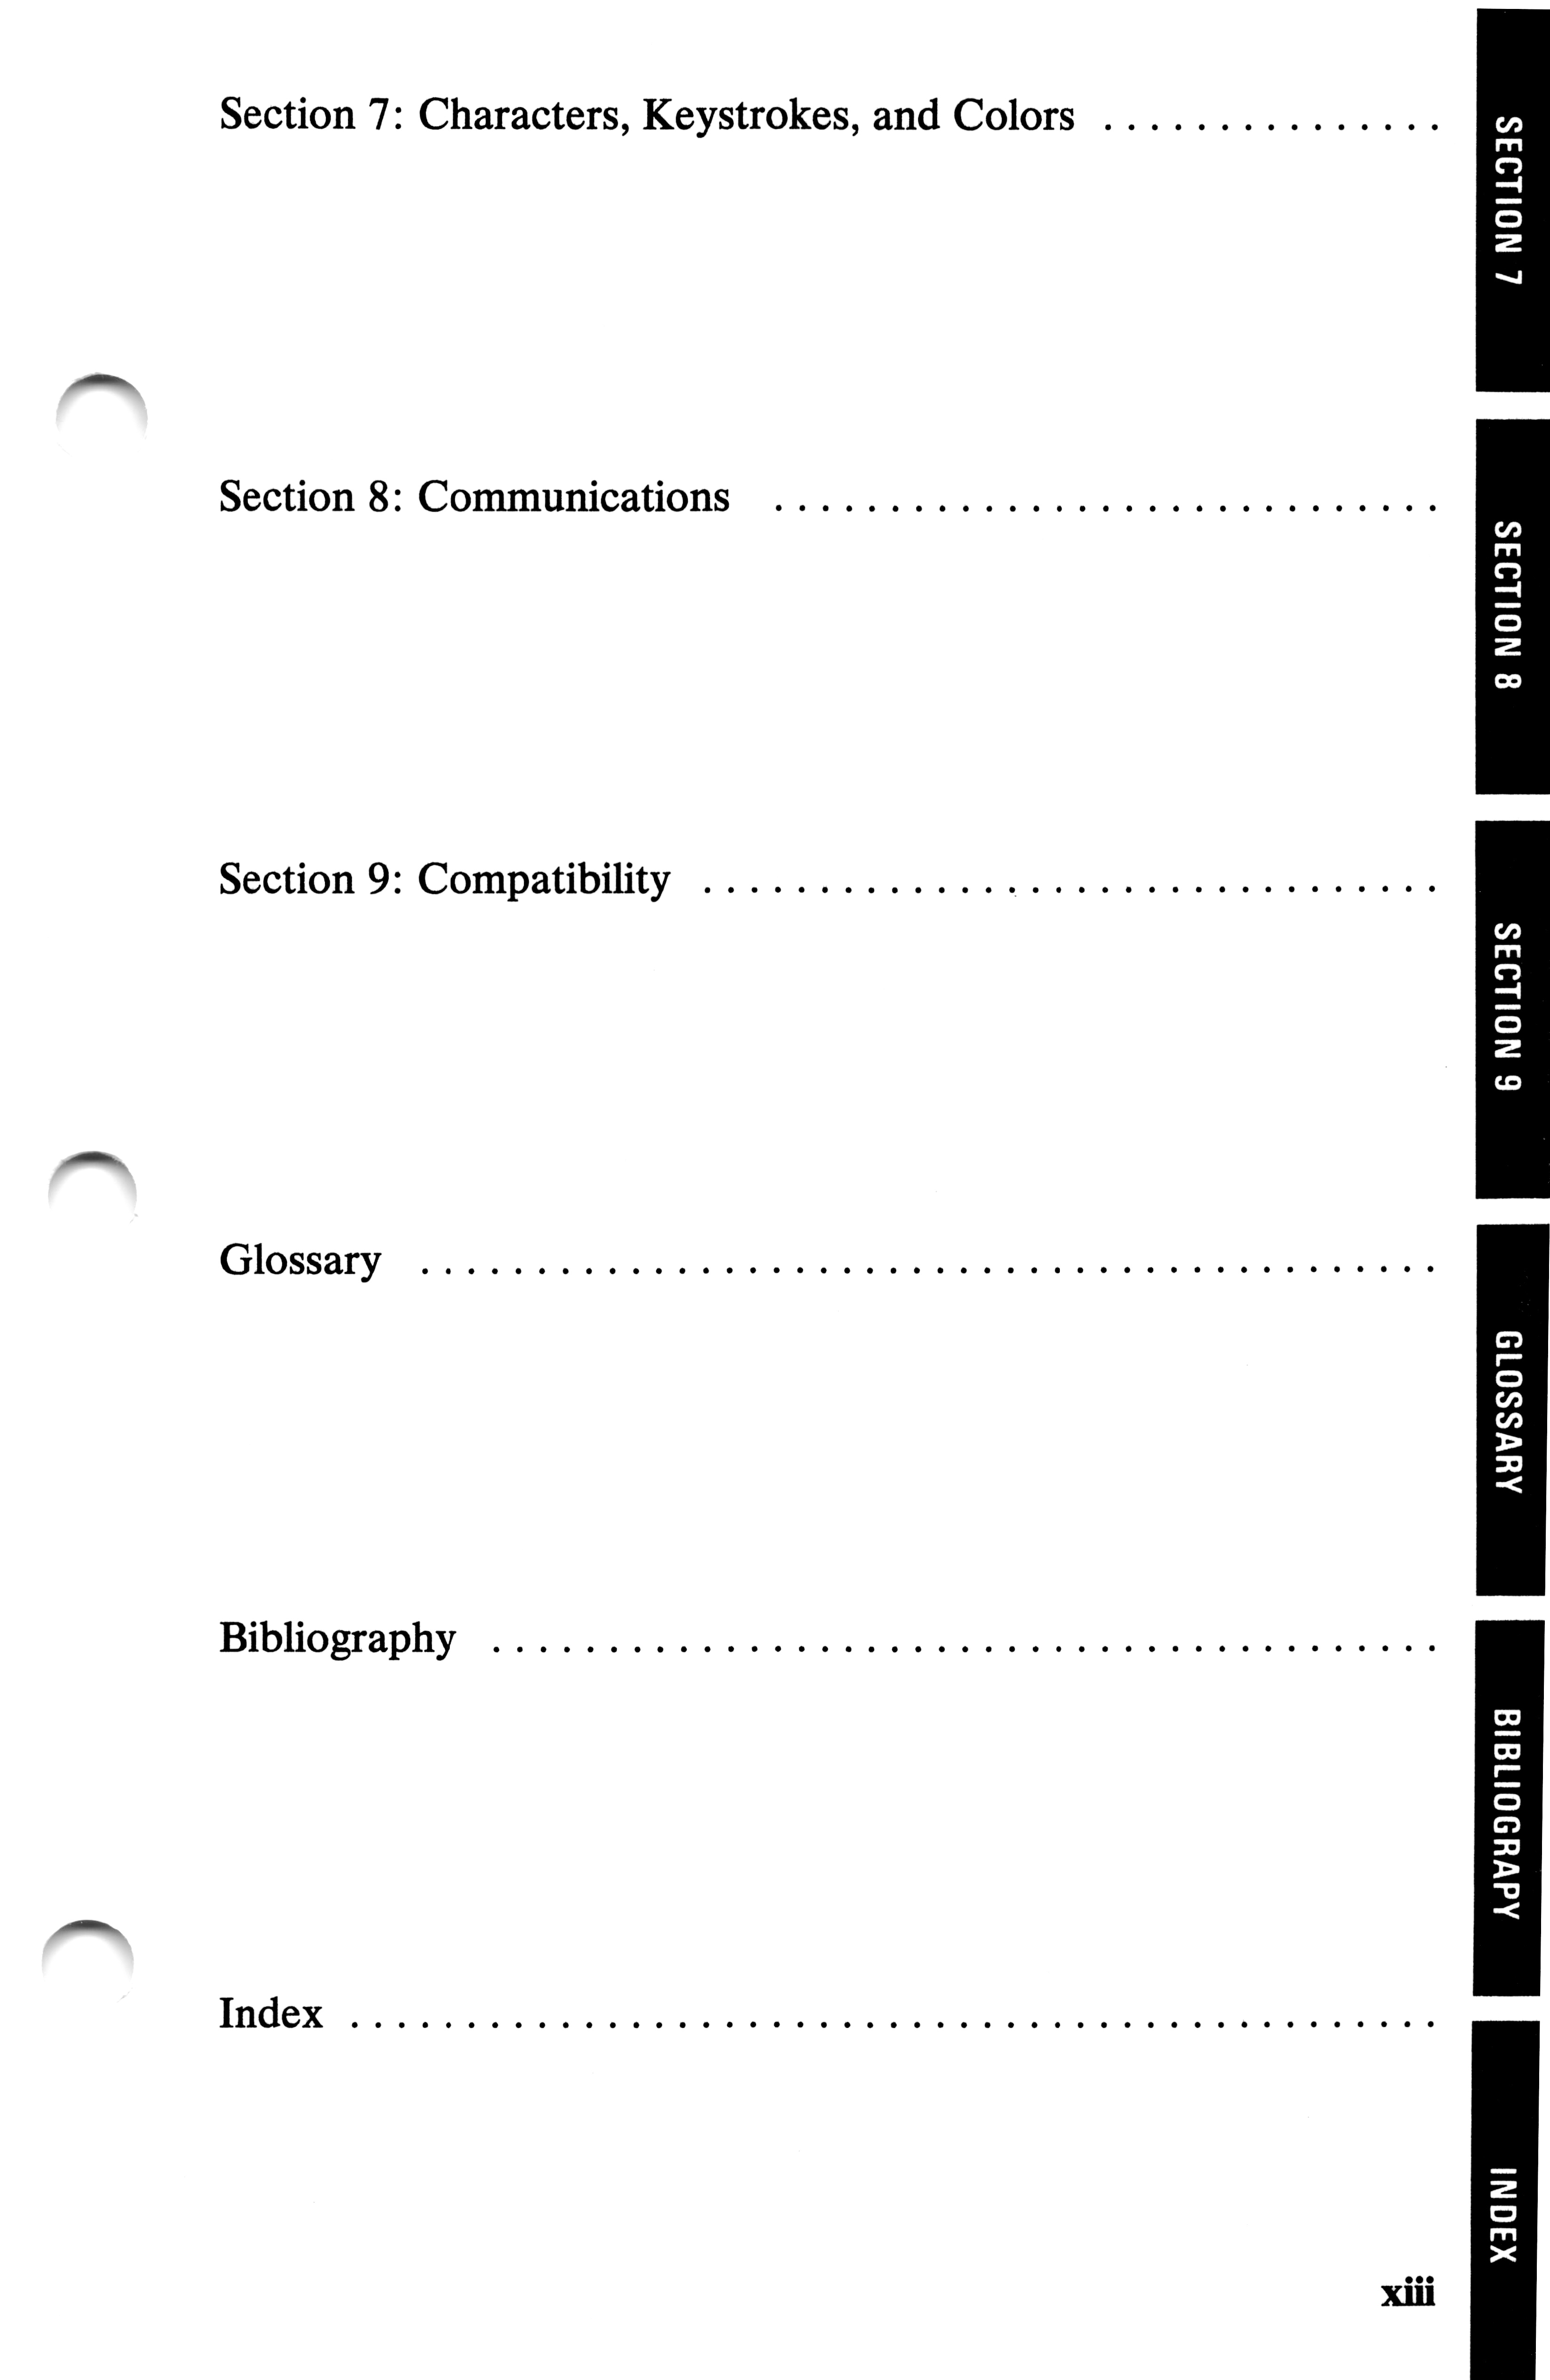 Section 7: Characters, Keystrokes, and Colors ...............
SECTION 7
Section 8: Communications .............................
SECTION 8
Section 9: Compatibility ................................
SECTION 9
Glossary ............................................
GLOSSARY
Bibliography .........................................
BIBLIOGRAPY
Index ...............................................
INDEX
xiii